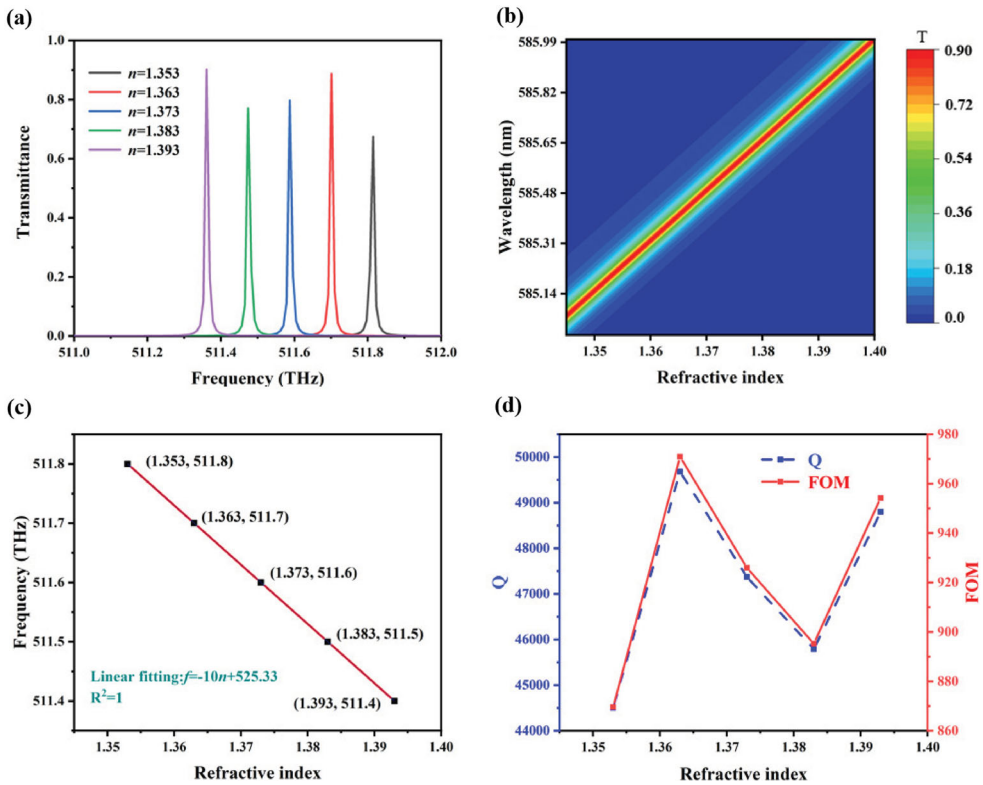 (a)
1.0
0.8
0.6
0.4
0.2
0.0
Transmittance
n=1.353
n=1.363
n=1.373
n=1.383
n=1.393
511.0
511.2
511.4
511.6
511.8
512.0
Frequency (THz)
(b)
585.99
585.82
585.65
585.48
585.31
585.14
Wavelength (nm)
1.35
1.36
1.37
1.38
1.39
1.40
Refractive index
T
0.90
0.72
0.54
0.36
0.18
0.0
(c)
511.8
511.7
511.6
511.5
511.4
Frequency (THz)
(1.353, 511.8)
(1.363, 511.7)
(1.373, 511.6)
(1.383, 511.5)
(1.393, 511.4)
Linear fitting:f=-10n+525.33
R²=1
1.35
1.36
1.37
1.38
1.39
1.40
Refractive index
(d)
50000
49000
48000
47000
46000
45000
44000
Q
Q
FOM
980
960
940
920
900
880
860
FOM
1.35
1.36
1.37
1.38
1.39
1.40
Refractive index